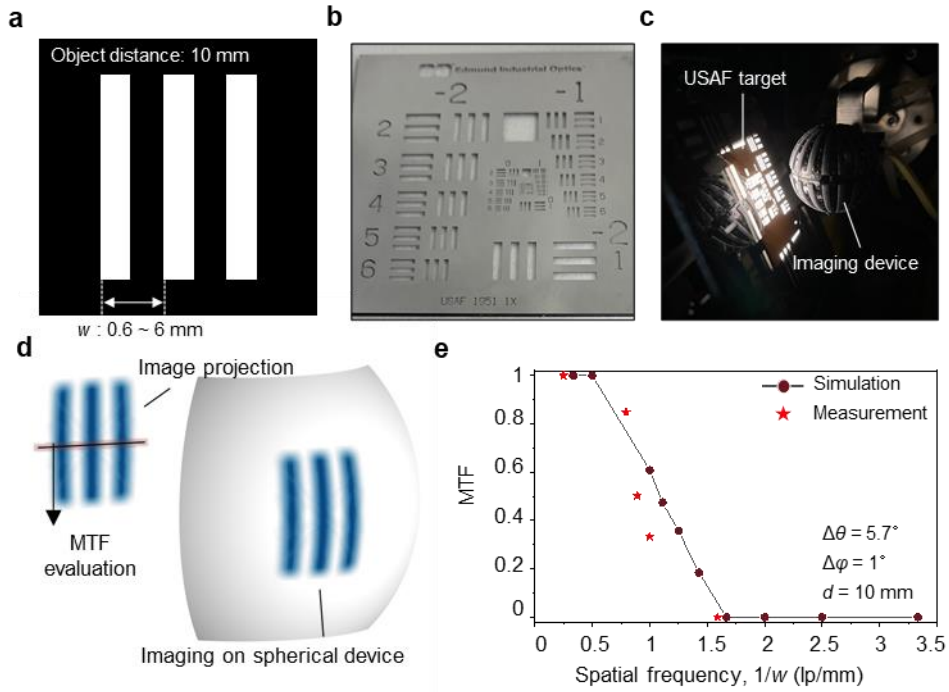 a
Object distance: 10 mm
w : 0.6 ~ 6 mm
b
Edmund Industrial Optics
-2
-1
2
3
4
5
6
0
1
1
2
3
4
5
6
-2
1
USAF 1951 1X
c
USAF target
Imaging device
d
Image projection
MTF
evaluation
Imaging on spherical device
e
Simulation
Measurement
MTF
1
0.8
0.6
0.4
0.2
0
Δθ = 5.7°
Δφ = 1°
d = 10 mm
0
0.5
1
1.5
2
2.5
3
3.5
Spatial frequency, 1/w (lp/mm)